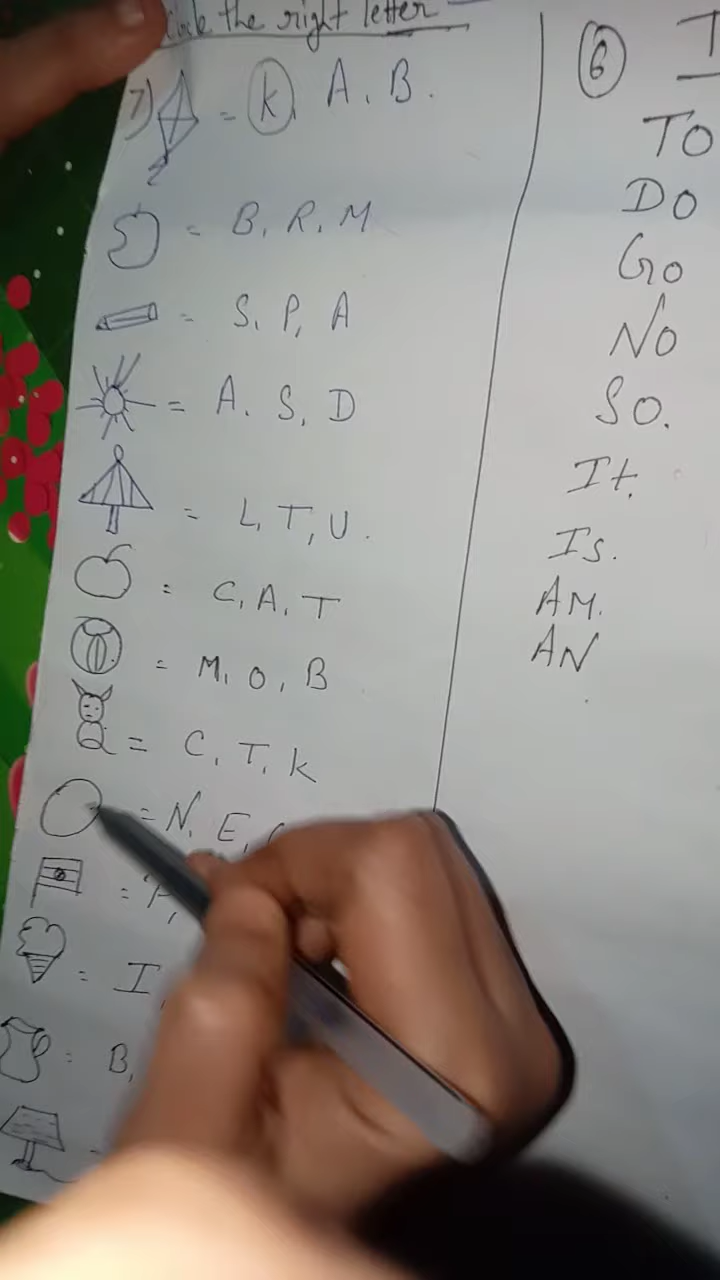 the right letter
7) = K, A, B.
= B, R, M
= S, P, A
= A, S, D
= L, T, U.
= C, A, T
= M, O, B
= C, T, K
= N, E,
=
= I,
= B,
6
TO
DO
GO
NO
SO.
It.
Is.
AM.
AN